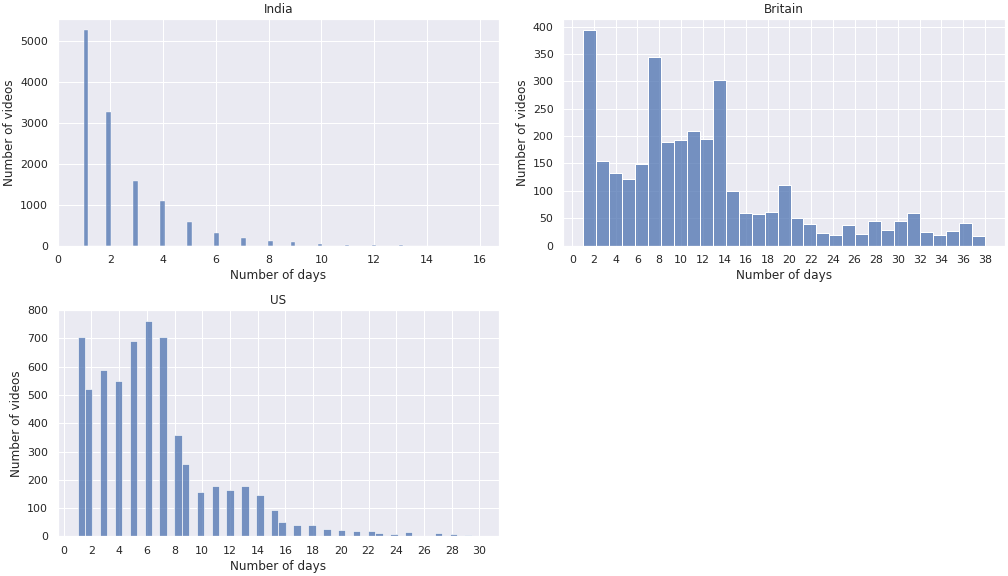 India
Number of videos
5000
4000
3000
2000
1000
0
0 2 4 6 8 10 12 14 16
Number of days
Britain
Number of videos
400
350
300
250
200
150
100
50
0
0 2 4 6 8 10 12 14 16 18 20 22 24 26 28 30 32 34 36 38
Number of days
US
Number of videos
800
700
600
500
400
300
200
100
0
0 2 4 6 8 10 12 14 16 18 20 22 24 26 28 30
Number of days